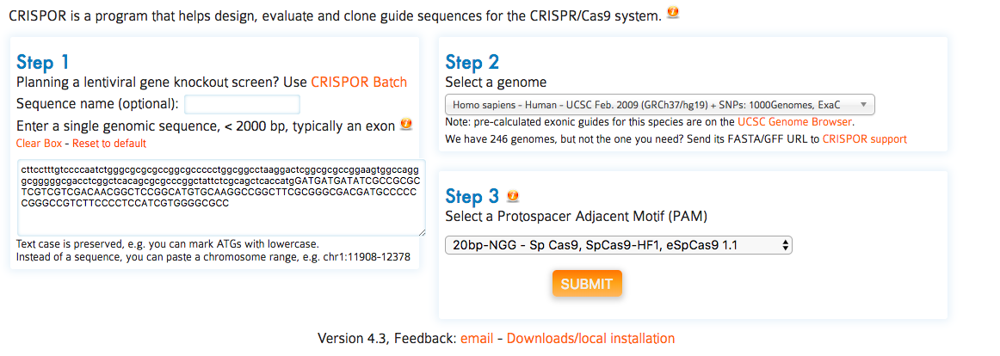 CRISPOR is a program that helps design, evaluate and clone guide sequences for the CRISPR/Cas9 system.
Step 1
Planning a lentiviral gene knockout screen? Use CRISPOR Batch
Sequence name (optional):
Enter a single genomic sequence, < 2000 bp, typically an exon
Clear Box - Reset to default
cttcctttgtccccaatctgggcgcgcgccggcgccccctggcggcctaaggactcggcgcgccggaagtggccaggg
cgggggcgacctcggctcacagcgcgcccggctattctcgcagctcaccatgGATGATGATATCGCCGCGC
TCGTCGTCGACAACGGCTCCGGCATGTGCAAGGCCGGCTTCGCGGGCGACGATGCCCCC
CGGGCCGTCTTCCCCTCCATCGTGGGGCGCC
Text case is preserved, e.g. you can mark ATGs with lowercase.
Instead of a sequence, you can paste a chromosome range, e.g. chr1:11908-12378
Step 2
Select a genome
Homo sapiens - Human - UCSC Feb. 2009 (GRCh37/hg19) + SNPs: 1000Genomes, ExaC
Note: pre-calculated exonic guides for this species are on the UCSC Genome Browser.
We have 246 genomes, but not the one you need? Send its FASTA/GFF URL to CRISPOR support
Step 3
Select a Protospacer Adjacent Motif (PAM)
20bp-NGG - Sp Cas9, SpCas9-HF1, eSpCas9 1.1
SUBMIT
Version 4.3, Feedback: email - Downloads/local installation